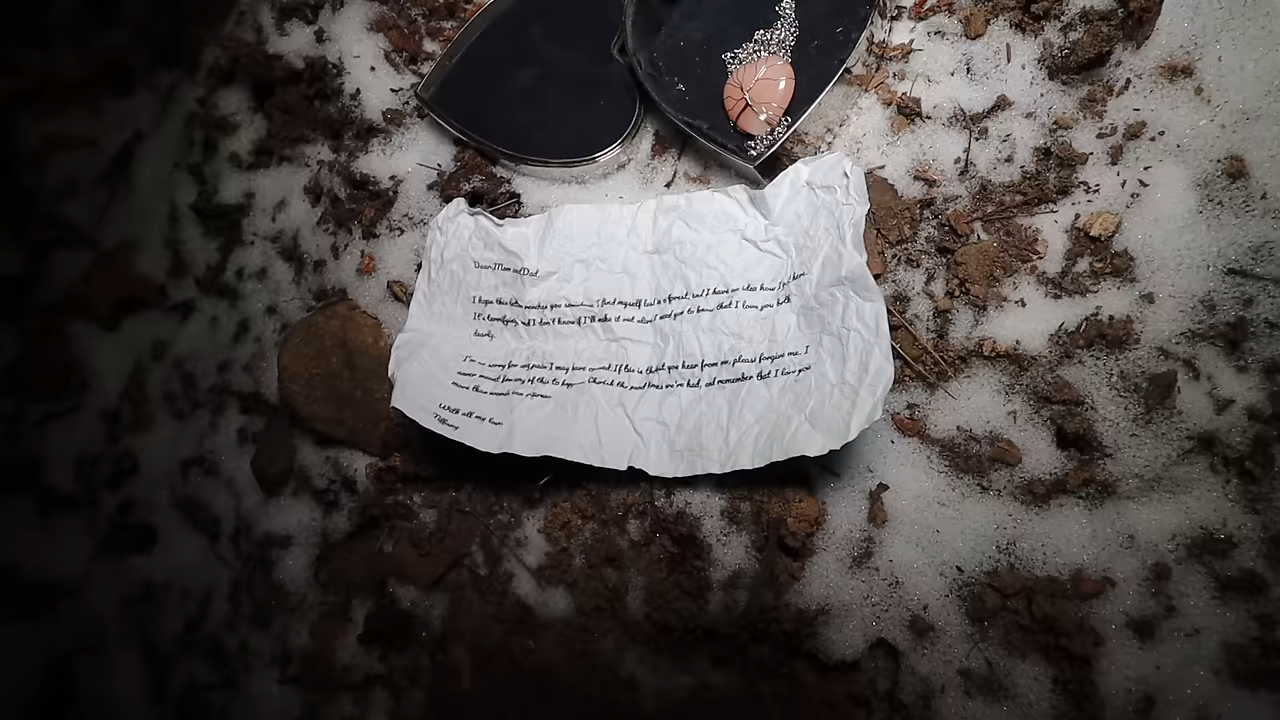 Dear Mom and Dad,
I hope this letter reaches you somehow. I find myself lost in a forest, and I have no idea how I got here.
It's terrifying, and I don't know if I'll make it out alive. I need you to know that I love you both
dearly.
I'm so sorry for any pain I may have caused. If this is the last you hear from me, please forgive me. I
never meant for any of this to happen. Cherish the good times we've had, and remember that I love you
more than words can express.
With all my love
Tiffany